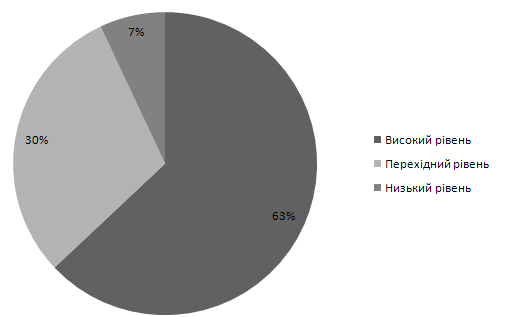 7%
30%
63%
Високий рівень
Перехідний рівень
Низький рівень